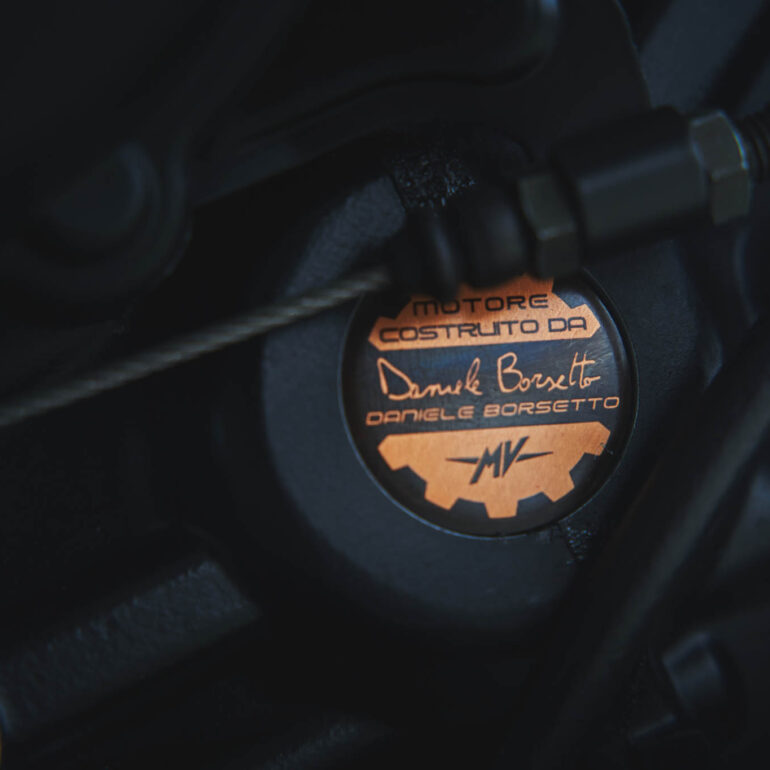 MOTORE
COSTRUITO DA
Daniele Borsetto
DANIELE BORSETTO
MV